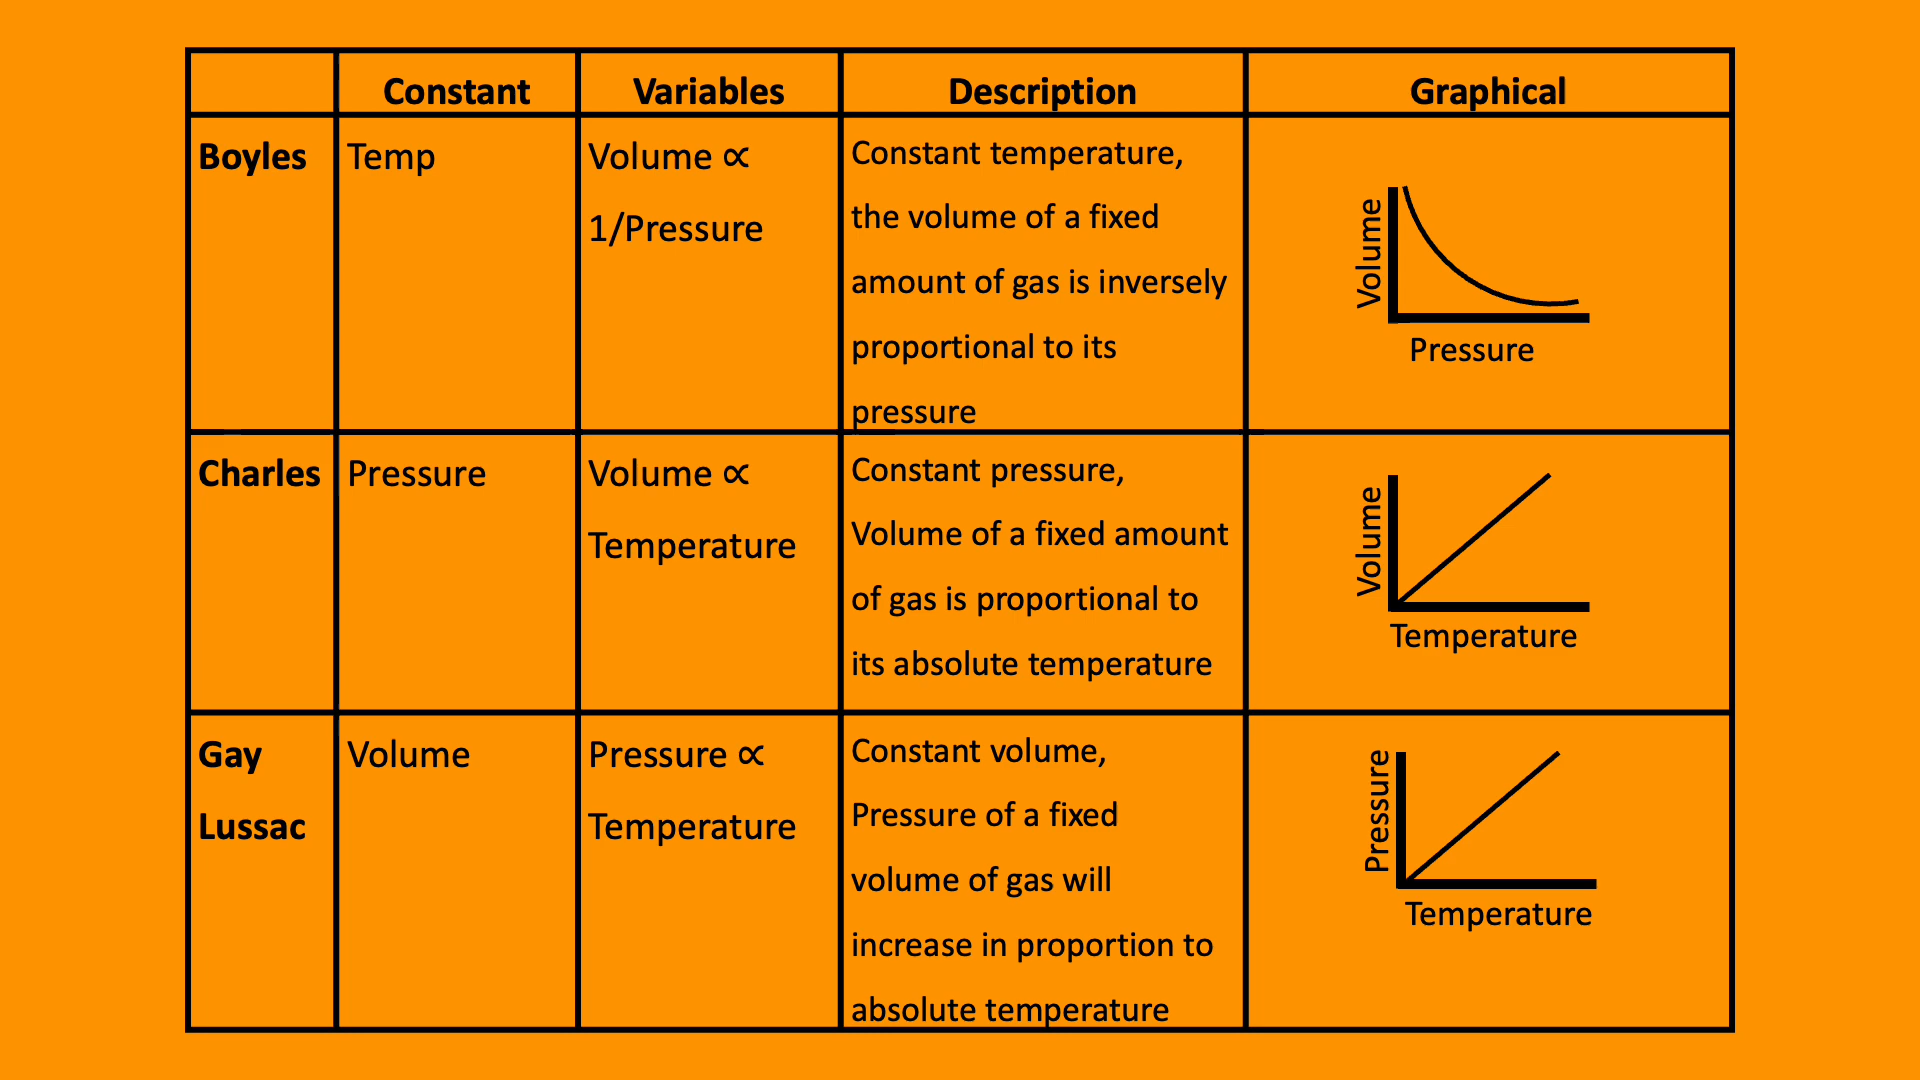 Constant
Variables
Description
Graphical
Boyles
Temp
Volume ∝
1/Pressure
Constant temperature,
the volume of a fixed
amount of gas is inversely
proportional to its
pressure
Volume
Pressure
Charles
Pressure
Volume ∝
Temperature
Constant pressure,
Volume of a fixed amount
of gas is proportional to
its absolute temperature
Volume
Temperature
Gay
Lussac
Volume
Pressure ∝
Temperature
Constant volume,
Pressure of a fixed
volume of gas will
increase in proportion to
absolute temperature
Pressure
Temperature